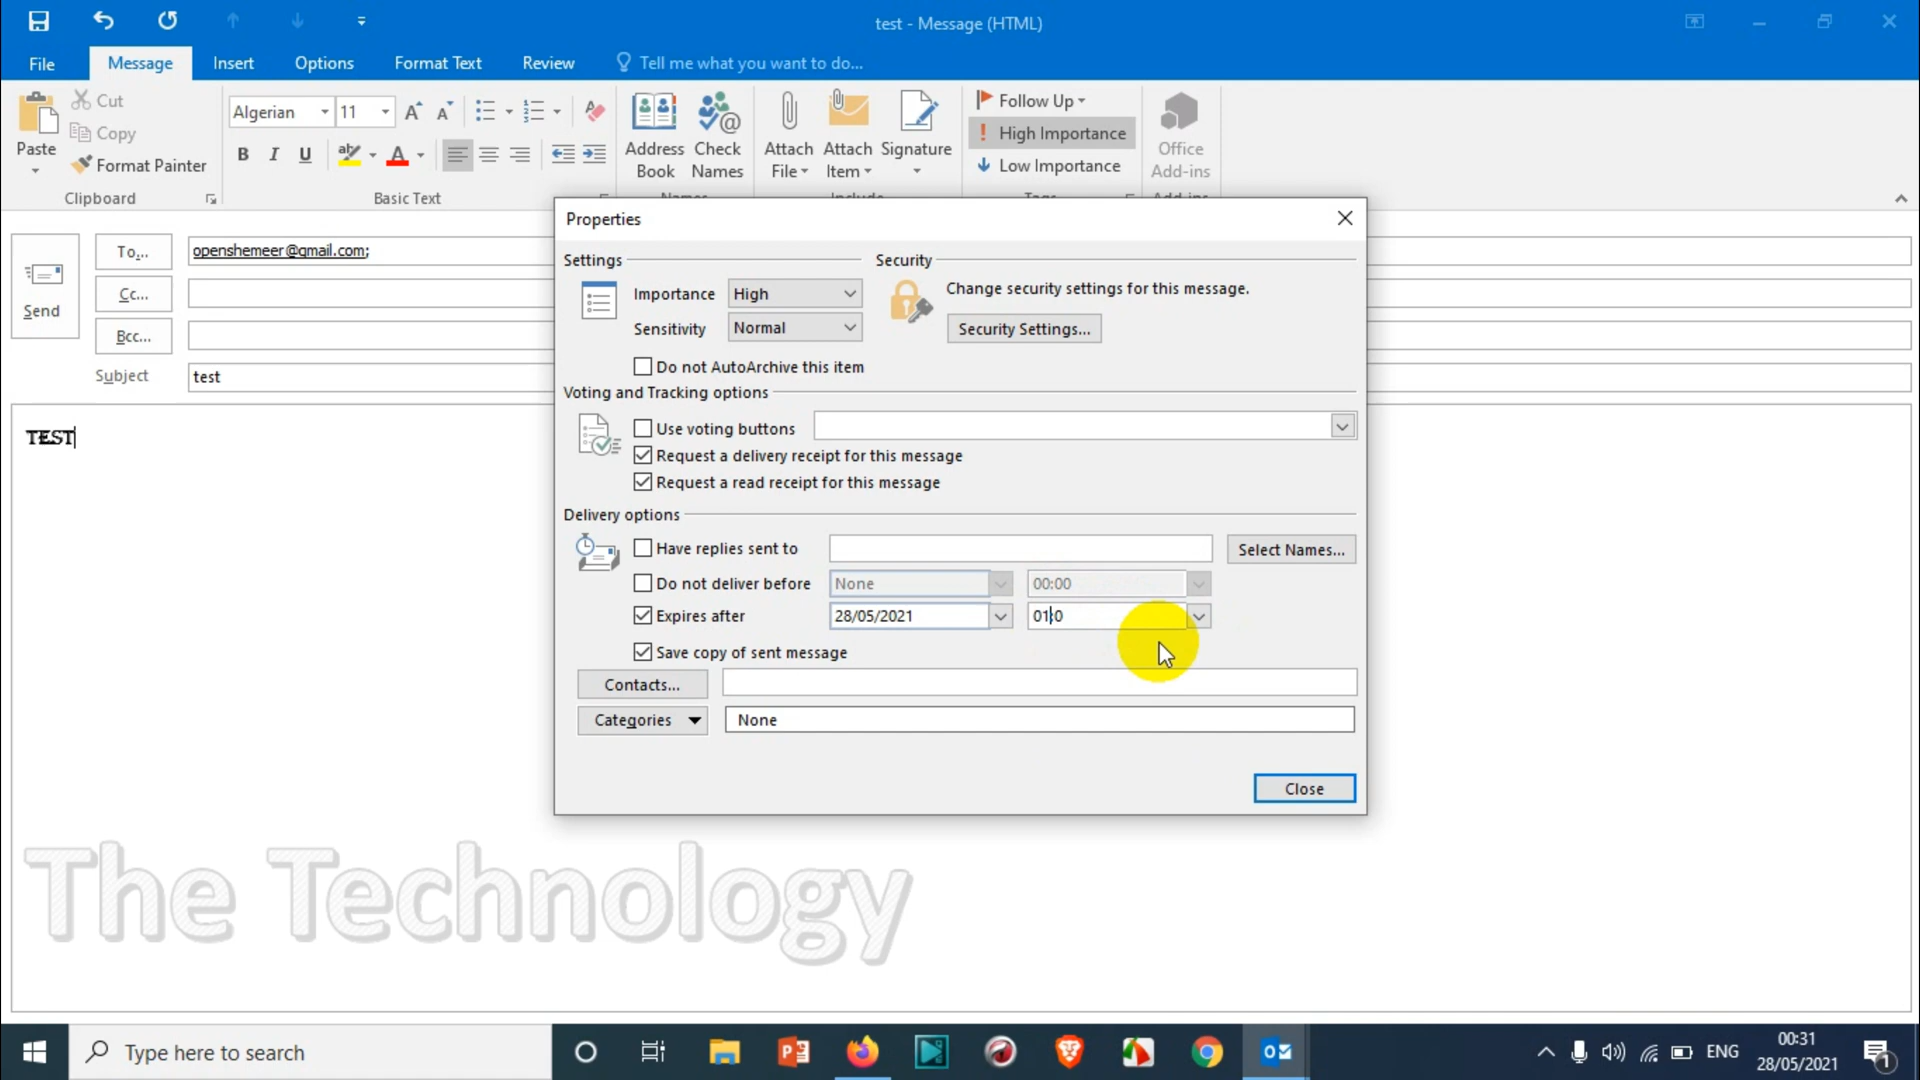 test - Message (HTML)
File Message Insert Options Format Text Review Tell me what you want to do...
Paste
Cut
Copy
Format Painter
Clipboard
Algerian 11
B I U
Basic Text
Address Book
Check Names
Names
Attach File
Attach Item
Signature
Include
Follow Up
High Importance
Low Importance
Tags
Office Add-ins
Add-ins
Send
To... openshemeer@gmail.com;
Cc...
Bcc...
Subject test
TEST
Properties
Settings
Importance High
Sensitivity Normal
Do not AutoArchive this item
Security
Change security settings for this message.
Security Settings...
Voting and Tracking options
Use voting buttons
Request a delivery receipt for this message
Request a read receipt for this message
Delivery options
Have replies sent to Select Names...
Do not deliver before None 00:00
Expires after 28/05/2021 01:0
Save copy of sent message
Contacts...
Categories None
Close
The Technology
Type here to search
ENG
00:31
28/05/2021
1